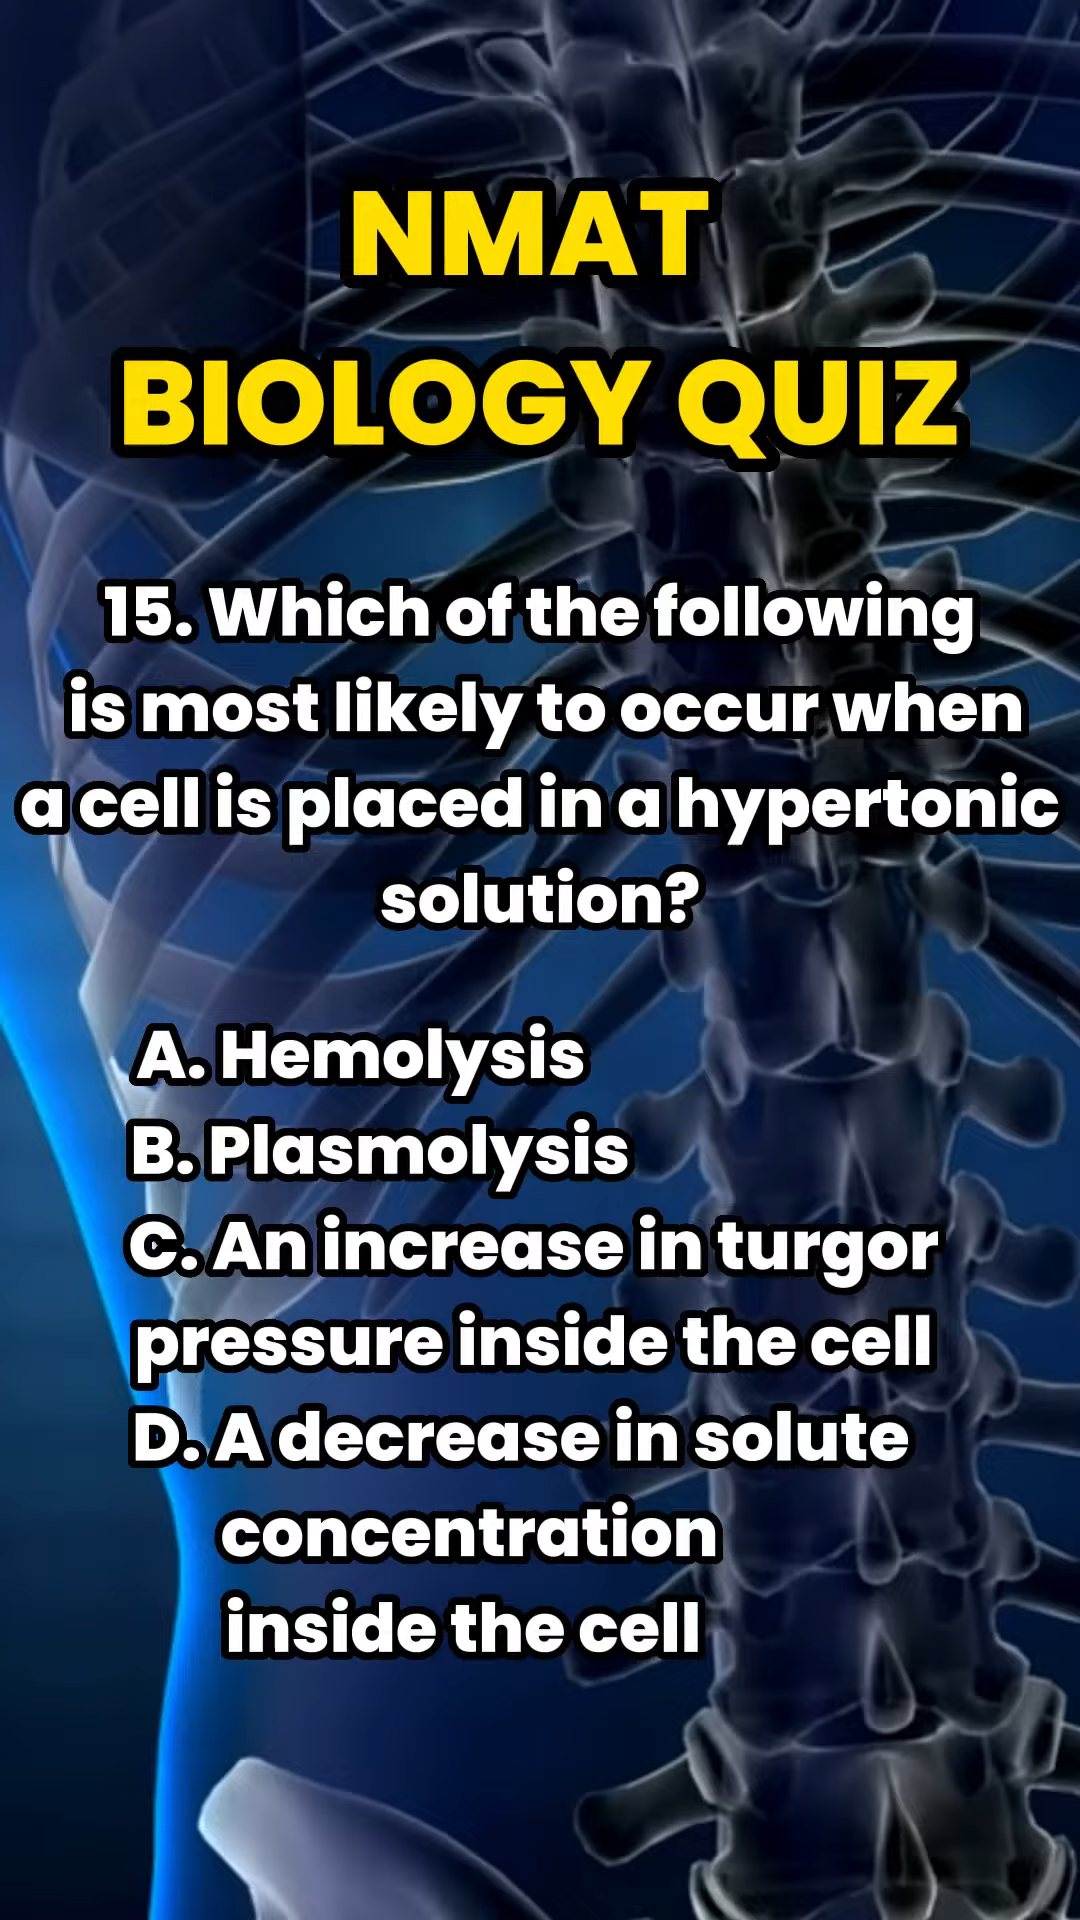 NMAT
BIOLOGY QUIZ
15. Which of the following
is most likely to occur when
a cell is placed in a hypertonic
solution?
A. Hemolysis
B. Plasmolysis
C. An increase in turgor
pressure inside the cell
D. A decrease in solute
concentration
inside the cell